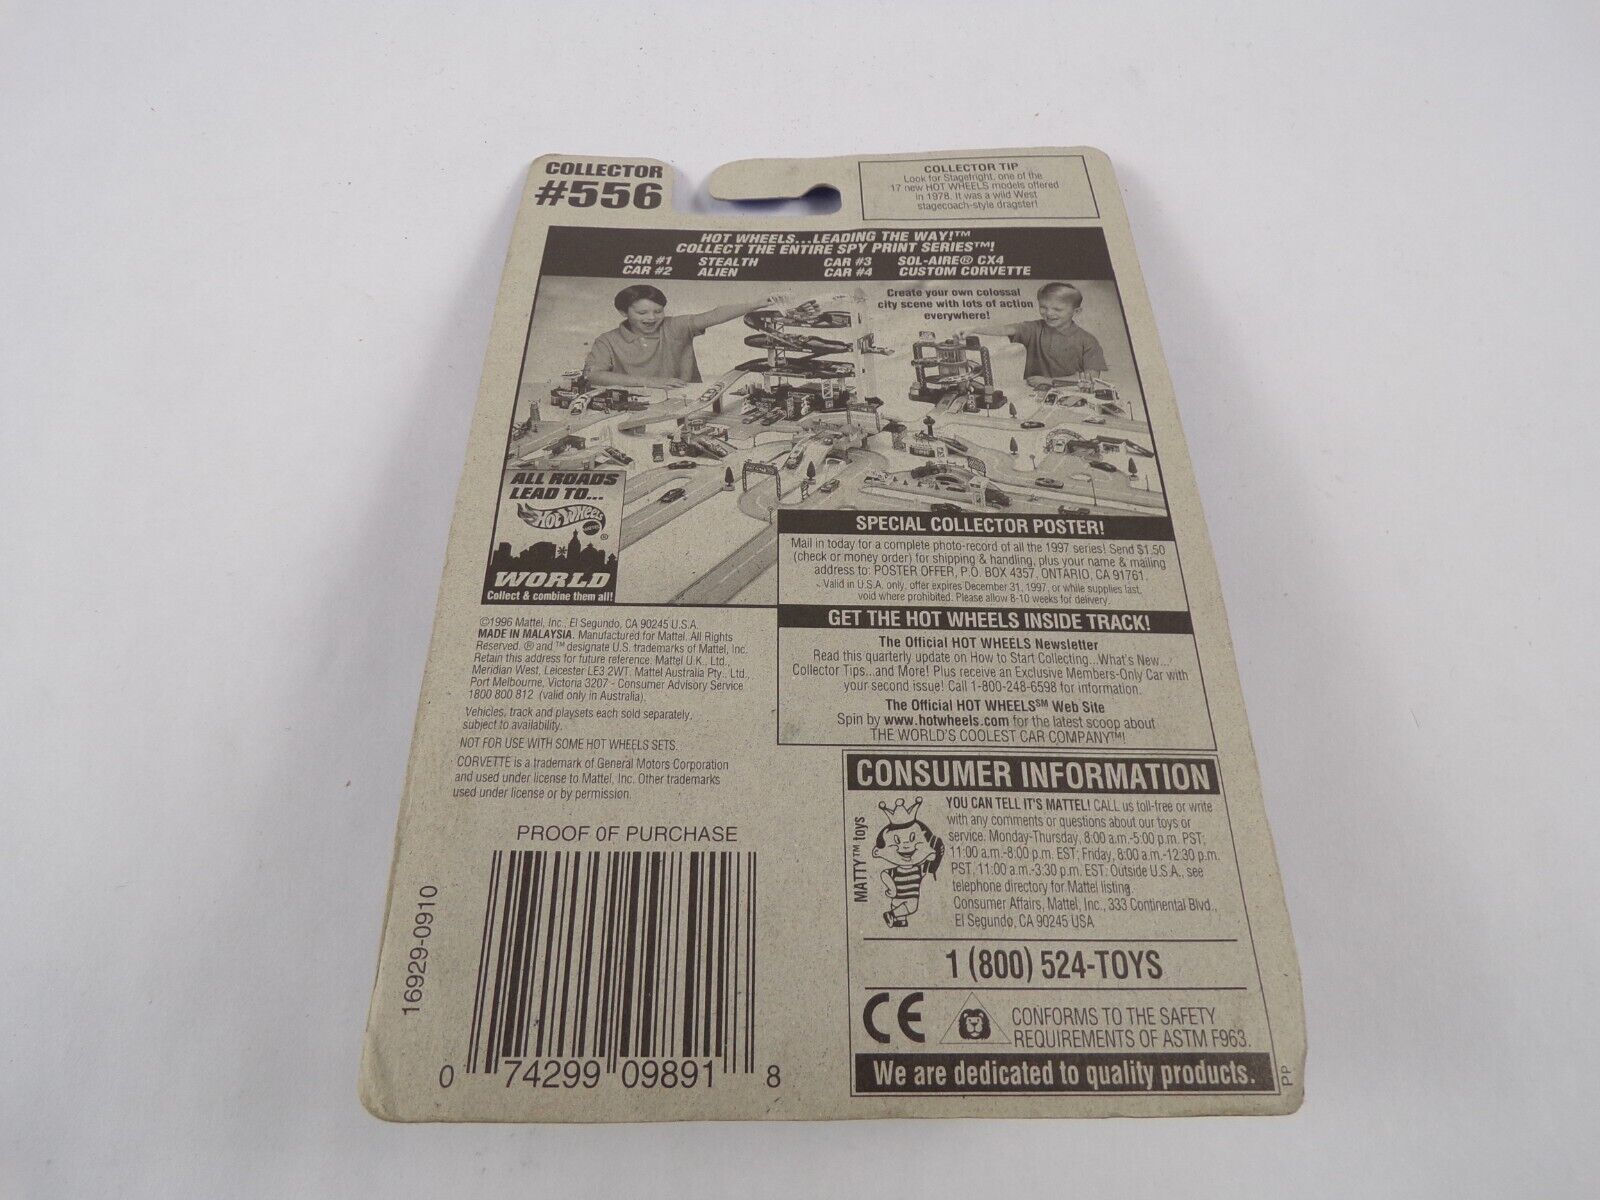 COLLECTOR
#556
COLLECTOR TIP
Look for Stagefright, one of the
17 new HOT WHEELS models offered
in 1978. It was a wild West
stagecoach-style dragster!
HOT WHEELS...LEADING THE WAY!™
COLLECT THE ENTIRE SPY PRINT SERIES™!
CAR #1 STEALTH CAR #3 SOL-AIRE® CX4
CAR #2 ALIEN CAR #4 CUSTOM CORVETTE
Create your own colossal
city scene with lots of action
everywhere!
ALL ROADS
LEAD TO...
HOT WHEELS
MATTEL
®
WORLD
Collect & combine them all!
SPECIAL COLLECTOR POSTER!
Mail in today for a complete photo-record of all the 1997 series! Send $1.50
(check or money order) for shipping & handling, plus your name & mailing
address to: POSTER OFFER, P.O. BOX 4357, ONTARIO, CA 91761.
Valid in U.S.A. only, offer expires December 31, 1997, or while supplies last,
void where prohibited. Please allow 8-10 weeks for delivery.
GET THE HOT WHEELS INSIDE TRACK!
The Official HOT WHEELS Newsletter
Read this quarterly update on How to Start Collecting...What's New...
Collector Tips...and More! Plus receive an Exclusive Members-Only Car with
your second issue! Call 1-800-248-6598 for information.
The Official HOT WHEELS℠ Web Site
Spin by www.hotwheels.com for the latest scoop about
THE WORLD'S COOLEST CAR COMPANY™!
©1996 Mattel, Inc., El Segundo, CA 90245 U.S.A.
MADE IN MALAYSIA. Manufactured for Mattel. All Rights
Reserved. ® and ™ designate U.S. trademarks of Mattel, Inc.
Retain this address for future reference: Mattel U.K., Ltd.,
Meridian West, Leicester LE3 2WT. Mattel Australia Pty., Ltd.,
Port Melbourne, Victoria 3207 - Consumer Advisory Service
1800 800 812 (valid only in Australia).
Vehicles, track and playsets each sold separately,
subject to availability.
NOT FOR USE WITH SOME HOT WHEELS SETS.
CORVETTE is a trademark of General Motors Corporation
and used under license to Mattel, Inc. Other trademarks
used under license or by permission.
CONSUMER INFORMATION
MATTY™ toys
YOU CAN TELL IT'S MATTEL! CALL us toll-free or write
with any comments or questions about our toys or
service. Monday-Thursday, 8:00 a.m.-5:00 p.m. PST;
11:00 a.m.-8:00 p.m. EST; Friday, 8:00 a.m.-12:30 p.m.
PST, 11:00 a.m.-3:30 p.m. EST: Outside U.S.A., see
telephone directory for Mattel listing.
Consumer Affairs, Mattel, Inc., 333 Continental Blvd.,
El Segundo, CA 90245 USA
1 (800) 524-TOYS
CE
CONFORMS TO THE SAFETY
REQUIREMENTS OF ASTM F963.
We are dedicated to quality products.
PP
PROOF OF PURCHASE
16929-0910
0 74299 09891 8